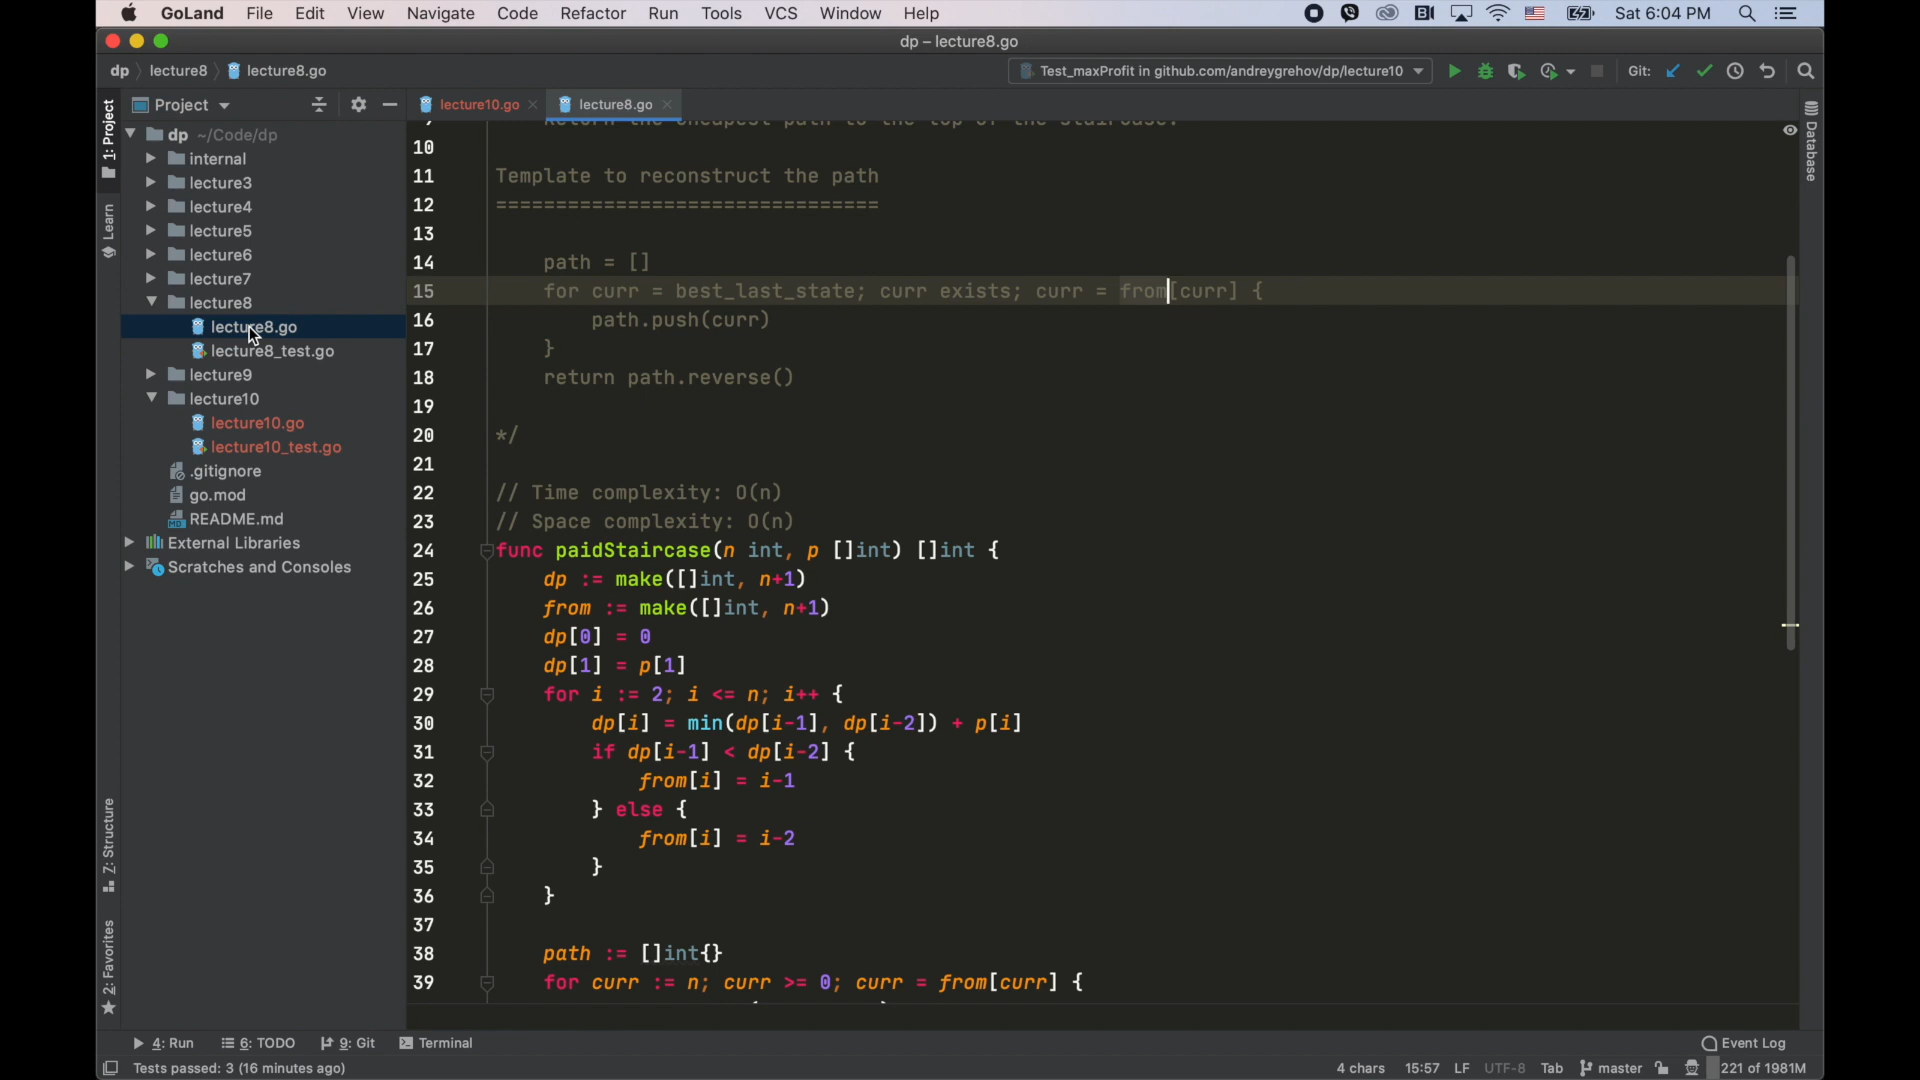 GoLand File Edit View Navigate Code Refactor Run Tools VCS Window Help Sat 6:04 PM
dp – lecture8.go
dp lecture8 lecture8.go Test_maxProfit in github.com/andreygrehov/dp/lecture10 Git:
1: Project
Learn
Z: Structure
2: Favorites
Project
dp ~/Code/dp
internal
lecture3
lecture4
lecture5
lecture6
lecture7
lecture8
lecture8.go
lecture8_test.go
lecture9
lecture10
lecture10.go
lecture10_test.go
.gitignore
go.mod
README.md
External Libraries
Scratches and Consoles
lecture10.go lecture8.go
9 Return the cheapest path to the top of the staircase.
10
11 Template to reconstruct the path
12 ================================
13
14 path = []
15 for curr = best_last_state; curr exists; curr = from[curr] {
16 path.push(curr)
17 }
18 return path.reverse()
19
20 */
21
22 // Time complexity: O(n)
23 // Space complexity: O(n)
24 func paidStaircase(n int, p []int) []int {
25 dp := make([]int, n+1)
26 from := make([]int, n+1)
27 dp[0] = 0
28 dp[1] = p[1]
29 for i := 2; i <= n; i++ {
30 dp[i] = min(dp[i-1], dp[i-2]) + p[i]
31 if dp[i-1] < dp[i-2] {
32 from[i] = i-1
33 } else {
34 from[i] = i-2
35 }
36 }
37
38 path := []int{}
39 for curr := n; curr >= 0; curr = from[curr] {
Database
4: Run 6: TODO 9: Git Terminal Event Log
Tests passed: 3 (16 minutes ago) 4 chars 15:57 LF UTF-8 Tab master 221 of 1981M